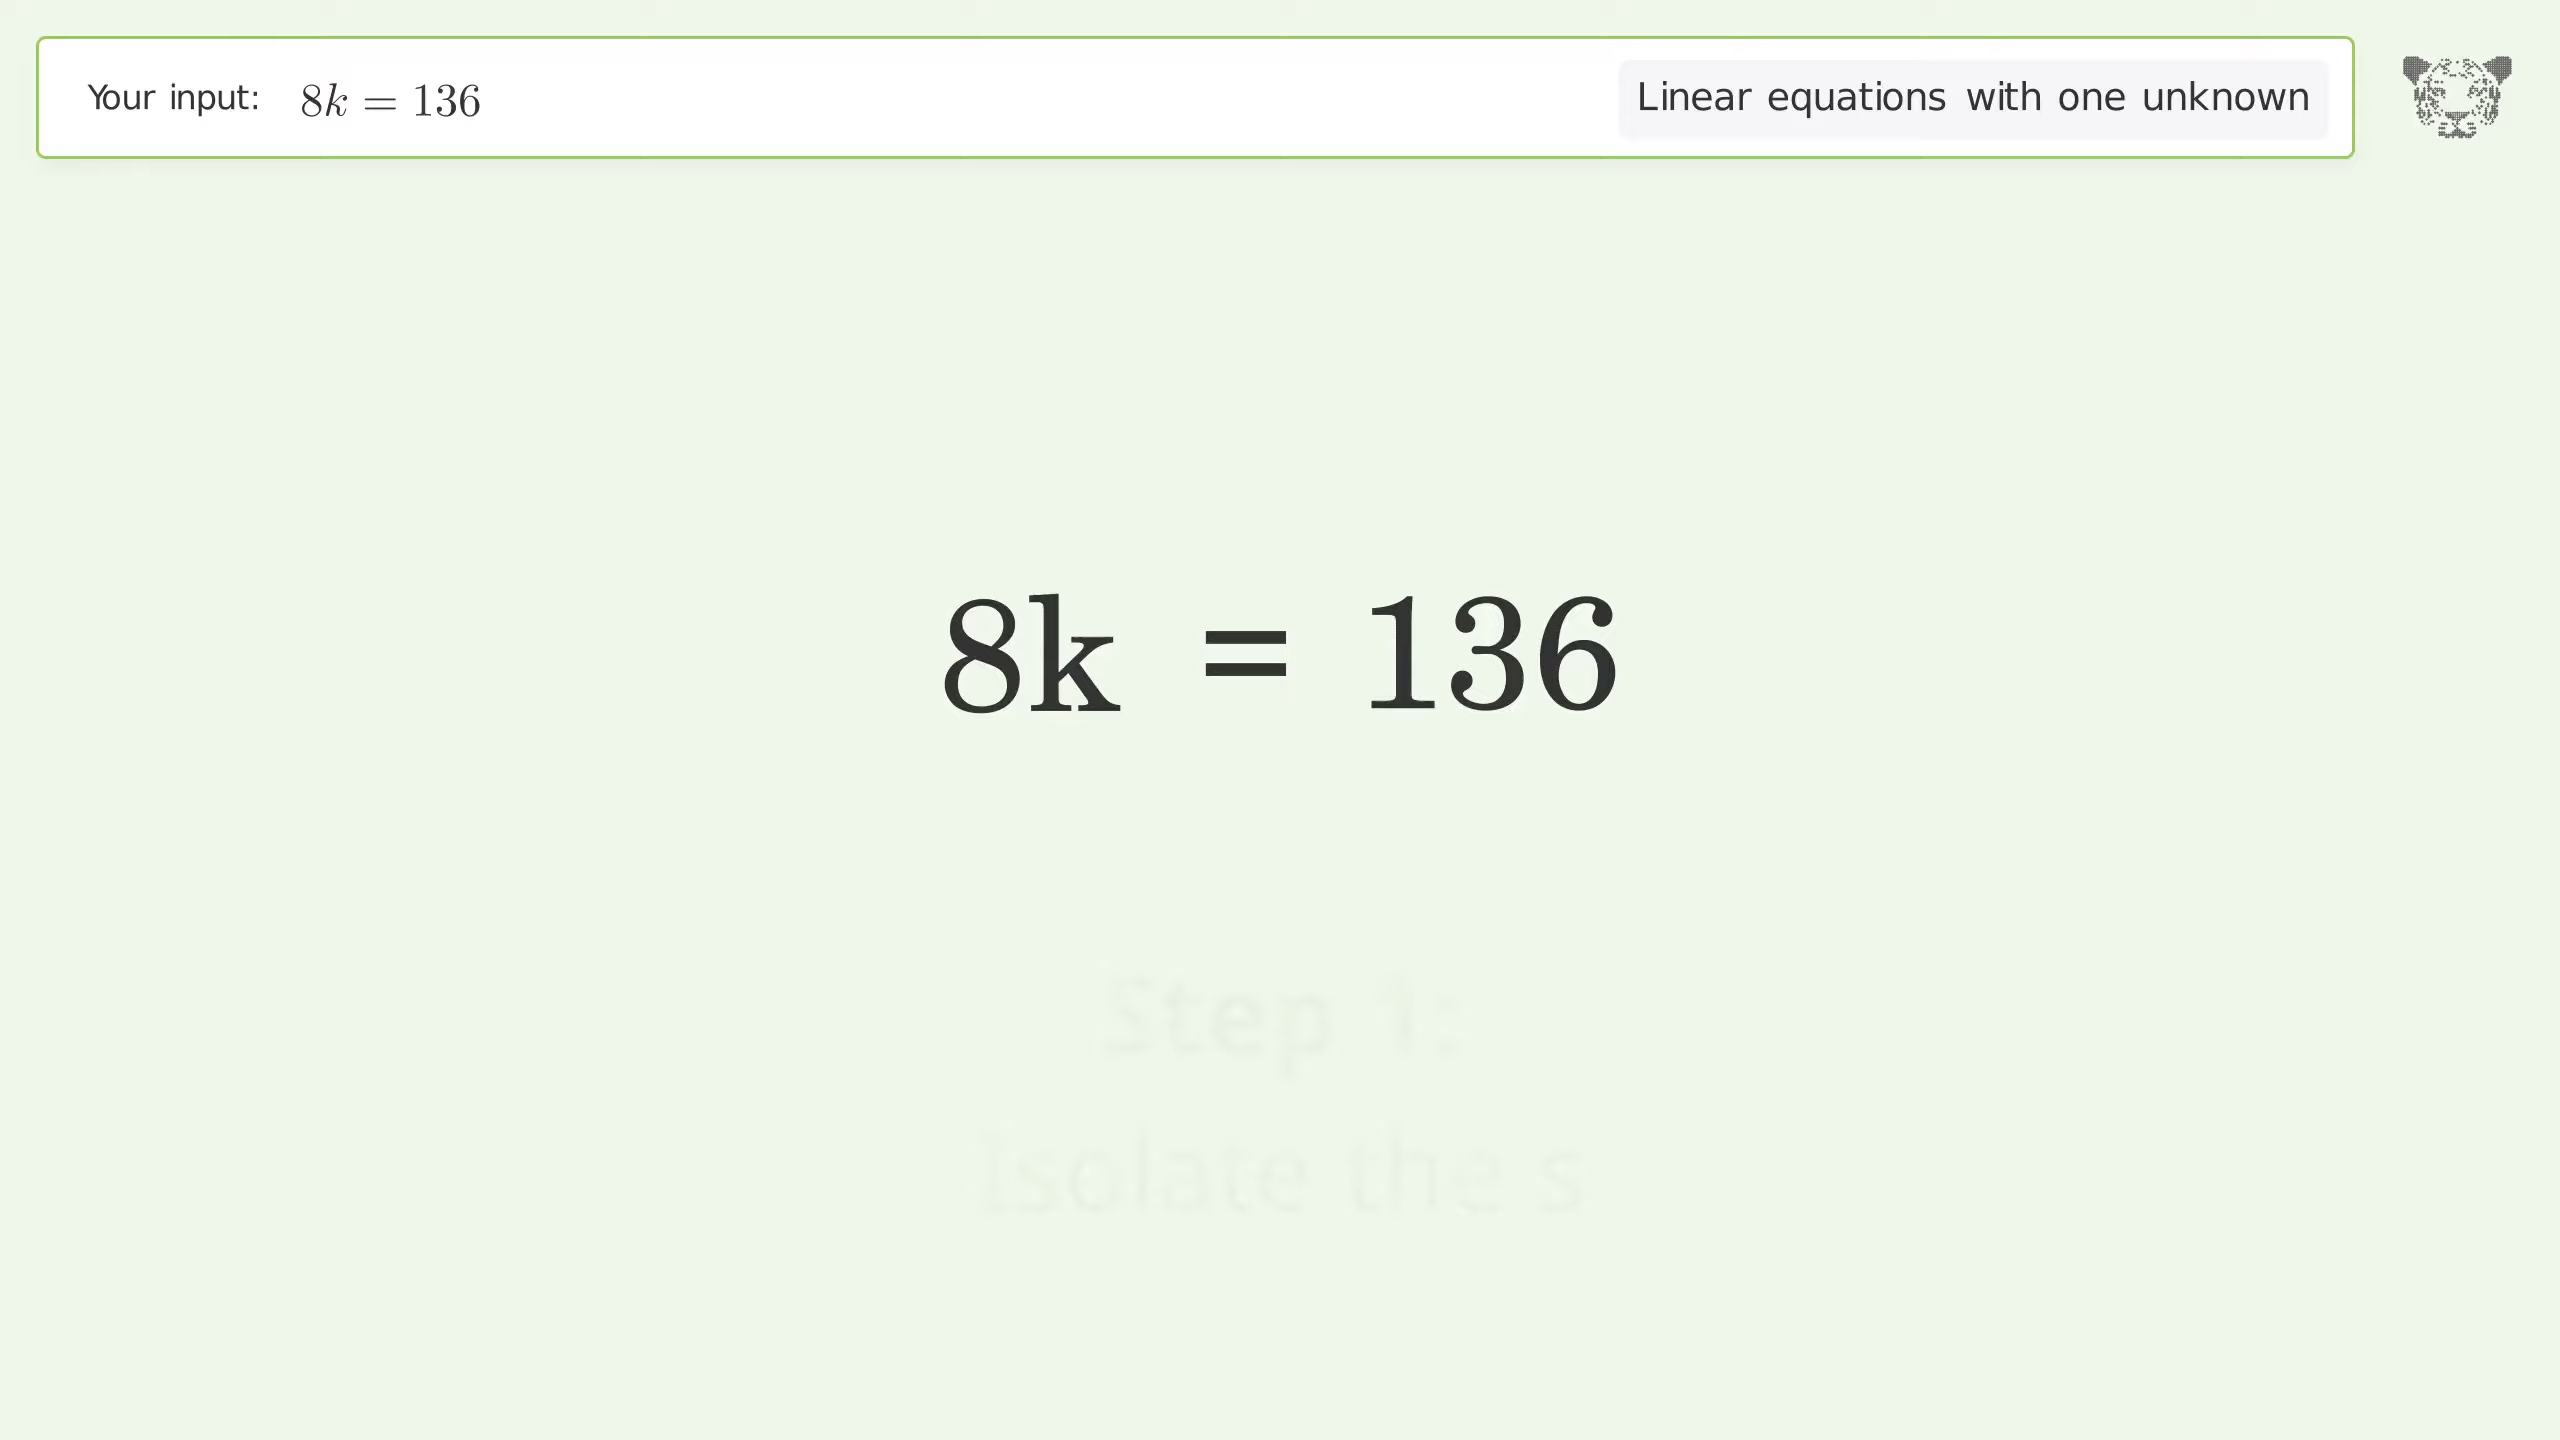 Your input: 8k = 136
Linear equations with one unknown
8k = 136
Step 1:
Isolate the s